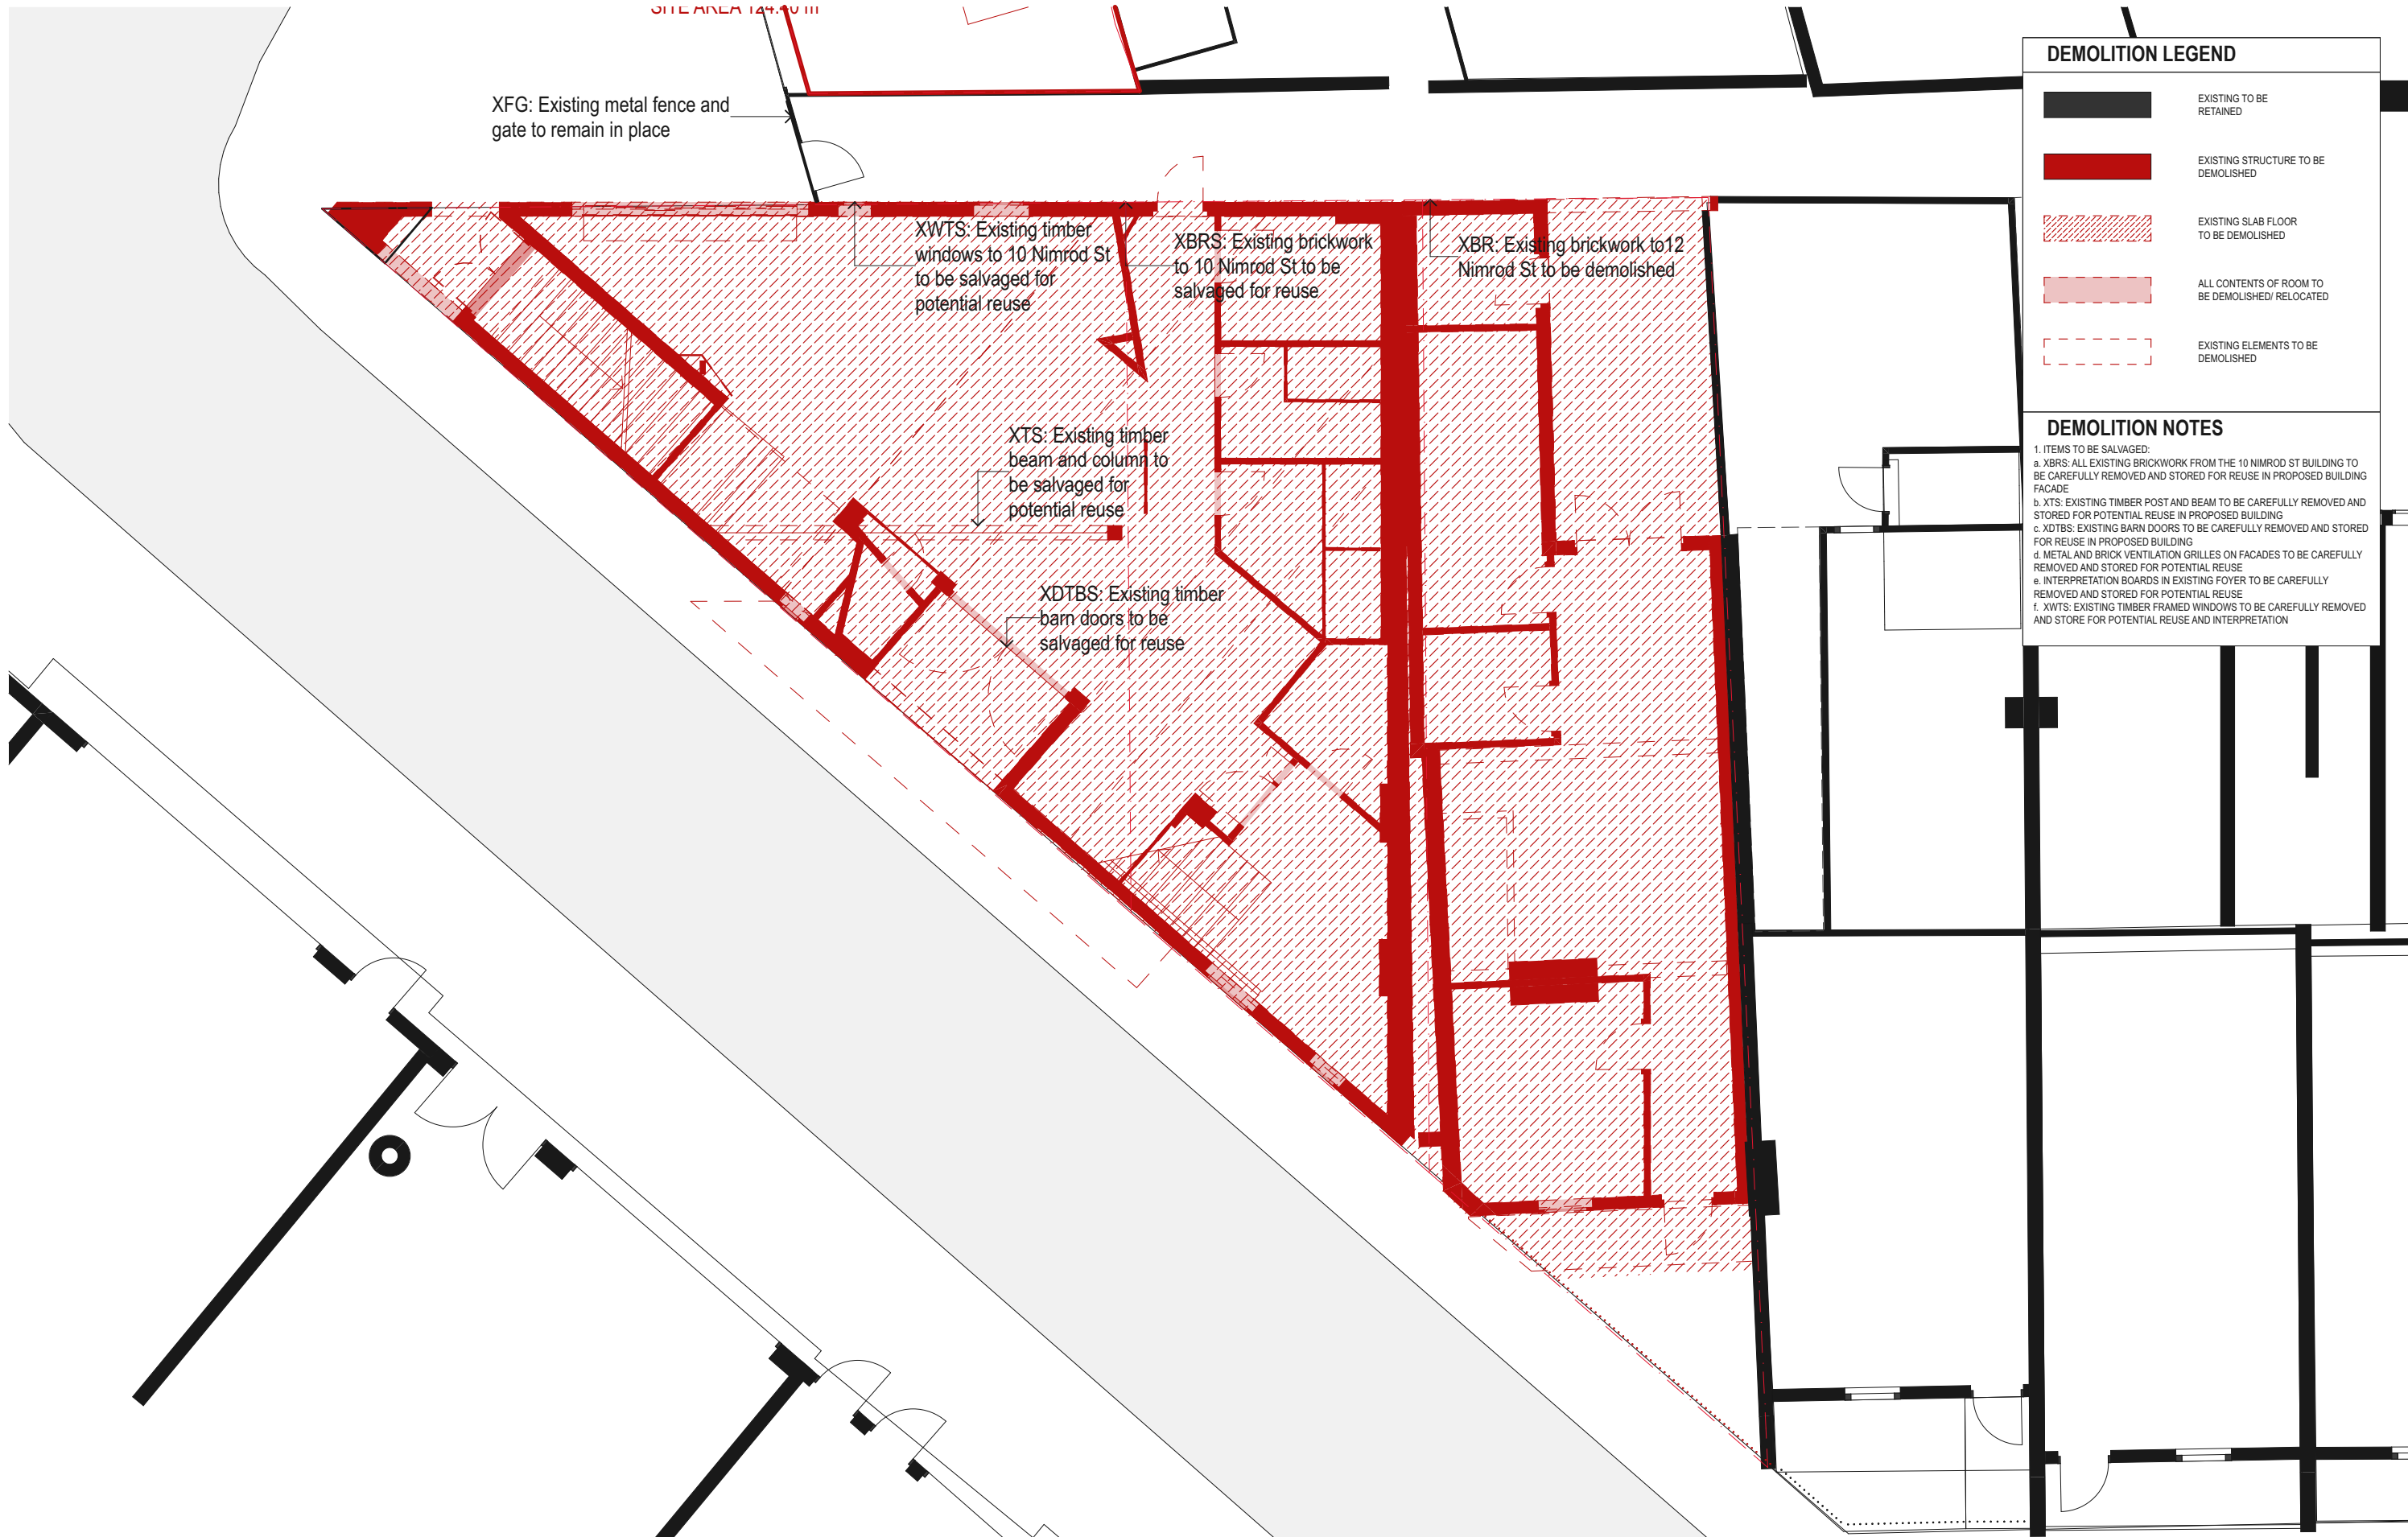 SITE AREA 124.40 m
XFG: Existing metal fence and
gate to remain in place
XWTS: Existing timber
windows to 10 Nimrod St
to be salvaged for
potential reuse
XBRS: Existing brickwork
to 10 Nimrod St to be
salvaged for reuse
XBR: Existing brickwork to12
Nimrod St to be demolished
XTS: Existing timber
beam and column to
be salvaged for
potential reuse
XDTBS: Existing timber
barn doors to be
salvaged for reuse
DEMOLITION LEGEND
EXISTING TO BE
RETAINED
EXISTING STRUCTURE TO BE
DEMOLISHED
EXISTING SLAB FLOOR
TO BE DEMOLISHED
ALL CONTENTS OF ROOM TO
BE DEMOLISHED/ RELOCATED
EXISTING ELEMENTS TO BE
DEMOLISHED
DEMOLITION NOTES
1. ITEMS TO BE SALVAGED:
a. XBRS: ALL EXISTING BRICKWORK FROM THE 10 NIMROD ST BUILDING TO
BE CAREFULLY REMOVED AND STORED FOR REUSE IN PROPOSED BUILDING
FACADE
b. XTS: EXISTING TIMBER POST AND BEAM TO BE CAREFULLY REMOVED AND
STORED FOR POTENTIAL REUSE IN PROPOSED BUILDING
c. XDTBS: EXISTING BARN DOORS TO BE CAREFULLY REMOVED AND STORED
FOR REUSE IN PROPOSED BUILDING
d. METAL AND BRICK VENTILATION GRILLES ON FACADES TO BE CAREFULLY
REMOVED AND STORED FOR POTENTIAL REUSE
e. INTERPRETATION BOARDS IN EXISTING FOYER TO BE CAREFULLY
REMOVED AND STORED FOR POTENTIAL REUSE
f. XWTS: EXISTING TIMBER FRAMED WINDOWS TO BE CAREFULLY REMOVED
AND STORE FOR POTENTIAL REUSE AND INTERPRETATION